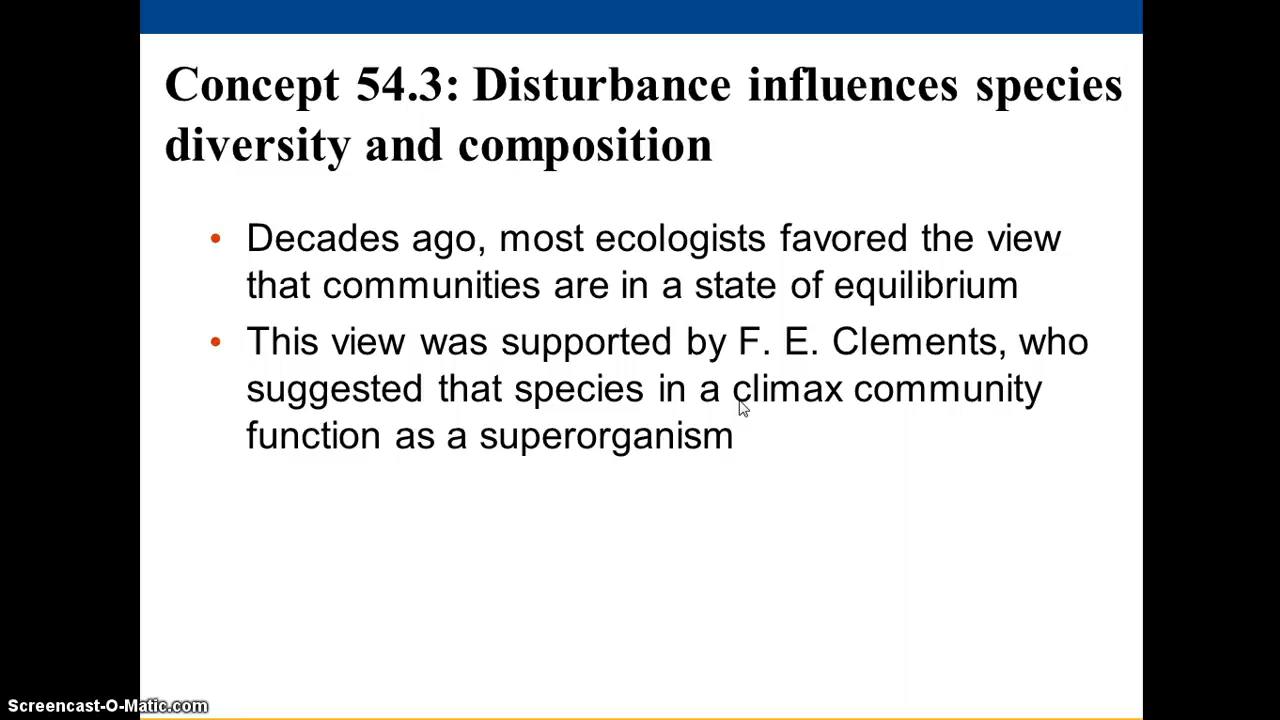 Concept 54.3: Disturbance influences species
diversity and composition
• Decades ago, most ecologists favored the view
that communities are in a state of equilibrium
• This view was supported by F. E. Clements, who
suggested that species in a climax community
function as a superorganism
Screencast-O-Matic.com